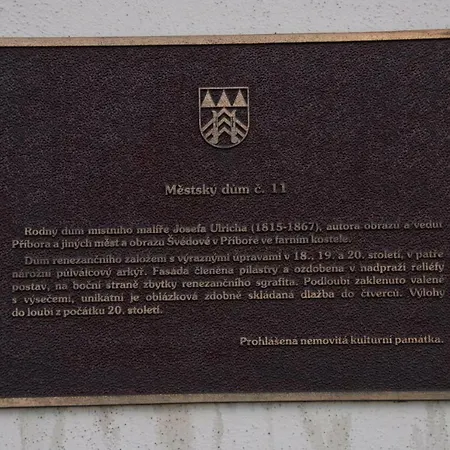 Městský dům č. 11
Rodný dům místního malíře Josefa Ulricha (1815-1867), autora obrazů a vedut
Příbora a jiných měst a obrazu Švédové v Příboře ve farním kostele.
Dům renezančního založení s výraznými úpravami v 18., 19. a 20. století, v patře
nárožní půlválcový arkýř. Fasáda členěna pilastry a ozdobena v nadpraží reliéfy
postav, na boční straně zbytky renezančního sgrafita. Podloubí zaklenuto valeně
s výsečemi, unikátní je oblázková zdobně skládaná dlažba do čtverců. Výlohy
do loubí z počátku 20. století.
Prohlášená nemovitá kulturní památka.